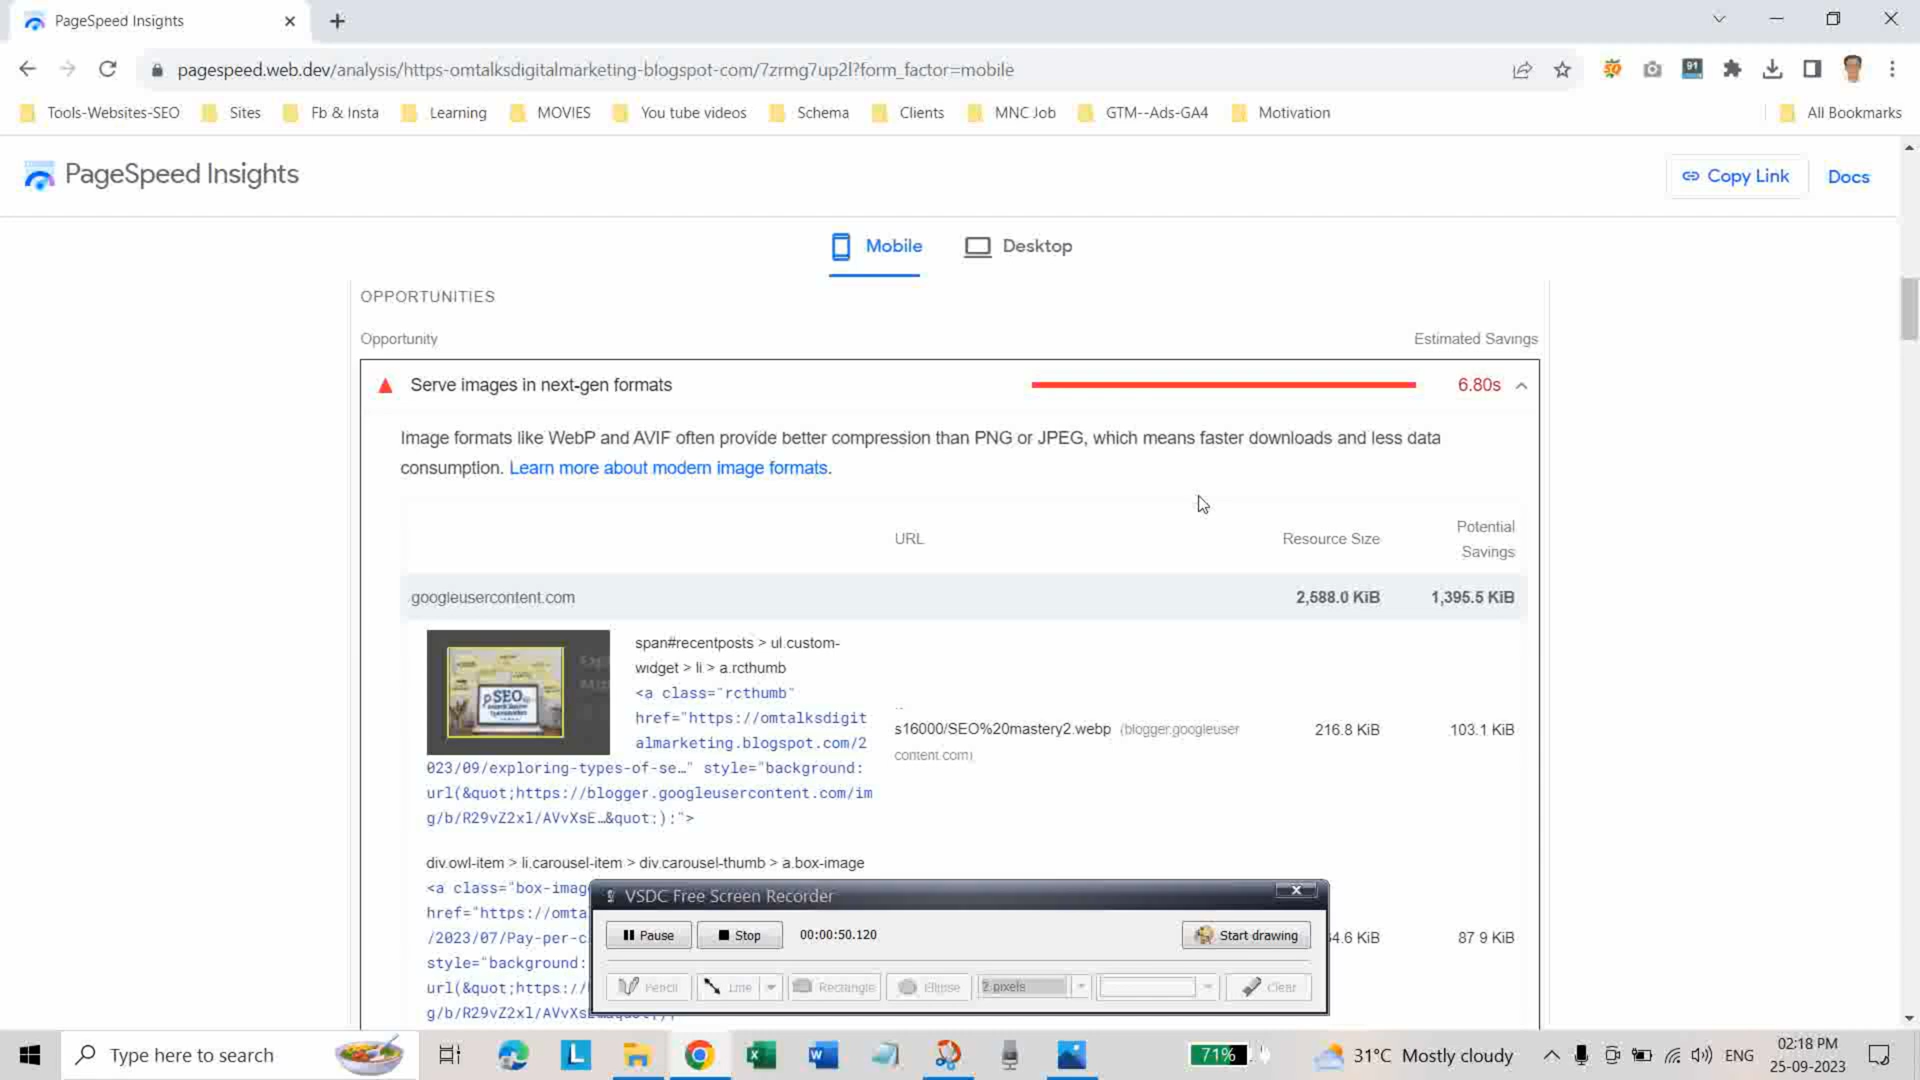 PageSpeed Insights
pagespeed.web.dev/analysis/https-omtalksdigitalmarketing-blogspot-com/7zrmg7up2l?form_factor=mobile
91
Tools-Websites-SEO Sites Fb & Insta Learning MOVIES You tube videos Schema Clients MNC Job GTM--Ads-GA4 Motivation All Bookmarks
PageSpeed Insights
Copy Link
Docs
Mobile
Desktop
OPPORTUNITIES
Opportunity Estimated Savings
Serve images in next-gen formats 6.80s
Image formats like WebP and AVIF often provide better compression than PNG or JPEG, which means faster downloads and less data
consumption. Learn more about modern image formats.
URL Resource Size Potential
Savings
googleusercontent.com 2,588.0 KiB 1,395.5 KiB
SEO
span#recentposts > ul.custom-
widget > li > a.rcthumb
<a class="rcthumb"
href="https://omtalksdigit
almarketing.blogspot.com/2
023/09/exploring-types-of-se…" style="background:
url(&quot;https://blogger.googleusercontent.com/im
g/b/R29vZ2xl/AVvXsE…&quot;);">
s16000/SEO%20mastery2.webp (blogger.googleuser
content.com)
216.8 KiB 103.1 KiB
div.owl-item > li.carousel-item > div.carousel-thumb > a.box-image
<a class="box-imag
href="https://omta
/2023/07/Pay-per-c
style="background:
url(&quot;https://
g/b/R29vZ2xl/AVvXs
4.6 KiB 87.9 KiB
VSDC Free Screen Recorder
Pause Stop 00:00:50.120 Start drawing
Pencil Line Rectangle Ellipse 2 pixels Clear
Type here to search
71%
31°C Mostly cloudy
ENG
02:18 PM
25-09-2023